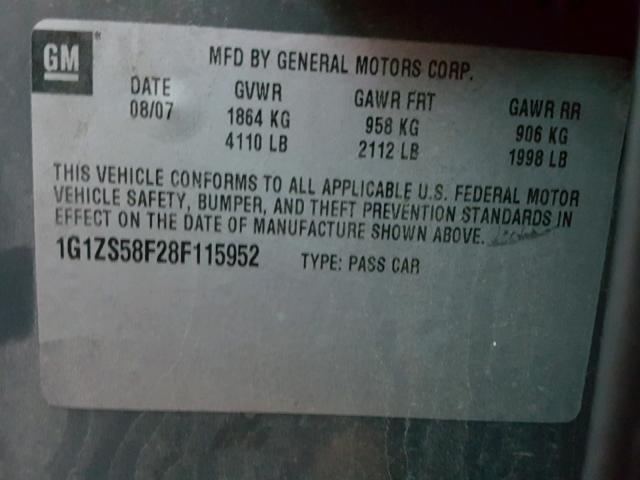 GM®
MFD BY GENERAL MOTORS CORP.
DATE GVWR GAWR FRT GAWR RR
08/07 1864 KG 958 KG 906 KG
4110 LB 2112 LB 1998 LB
THIS VEHICLE CONFORMS TO ALL APPLICABLE U.S. FEDERAL MOTOR
VEHICLE SAFETY, BUMPER, AND THEFT PREVENTION STANDARDS IN
EFFECT ON THE DATE OF MANUFACTURE SHOWN ABOVE.
1G1ZS58F28F115952 TYPE: PASS CAR